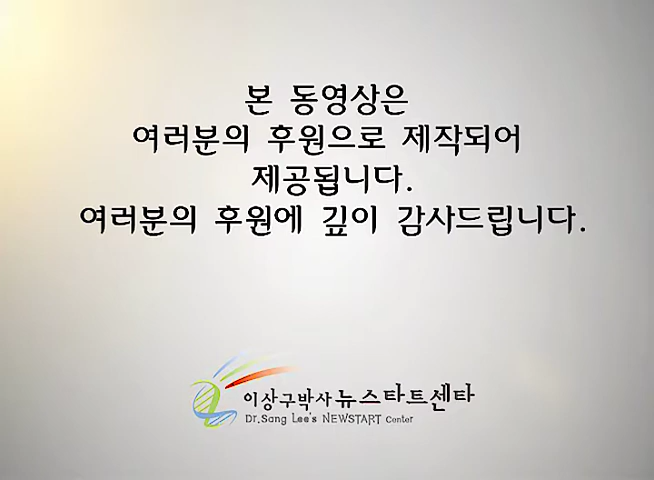 본 동영상은
여러분의 후원으로 제작되어
제공됩니다.
여러분의 후원에 깊이 감사드립니다.
이상구박사 뉴스타트센타
Dr.Sang Lee's NEWSTART Center